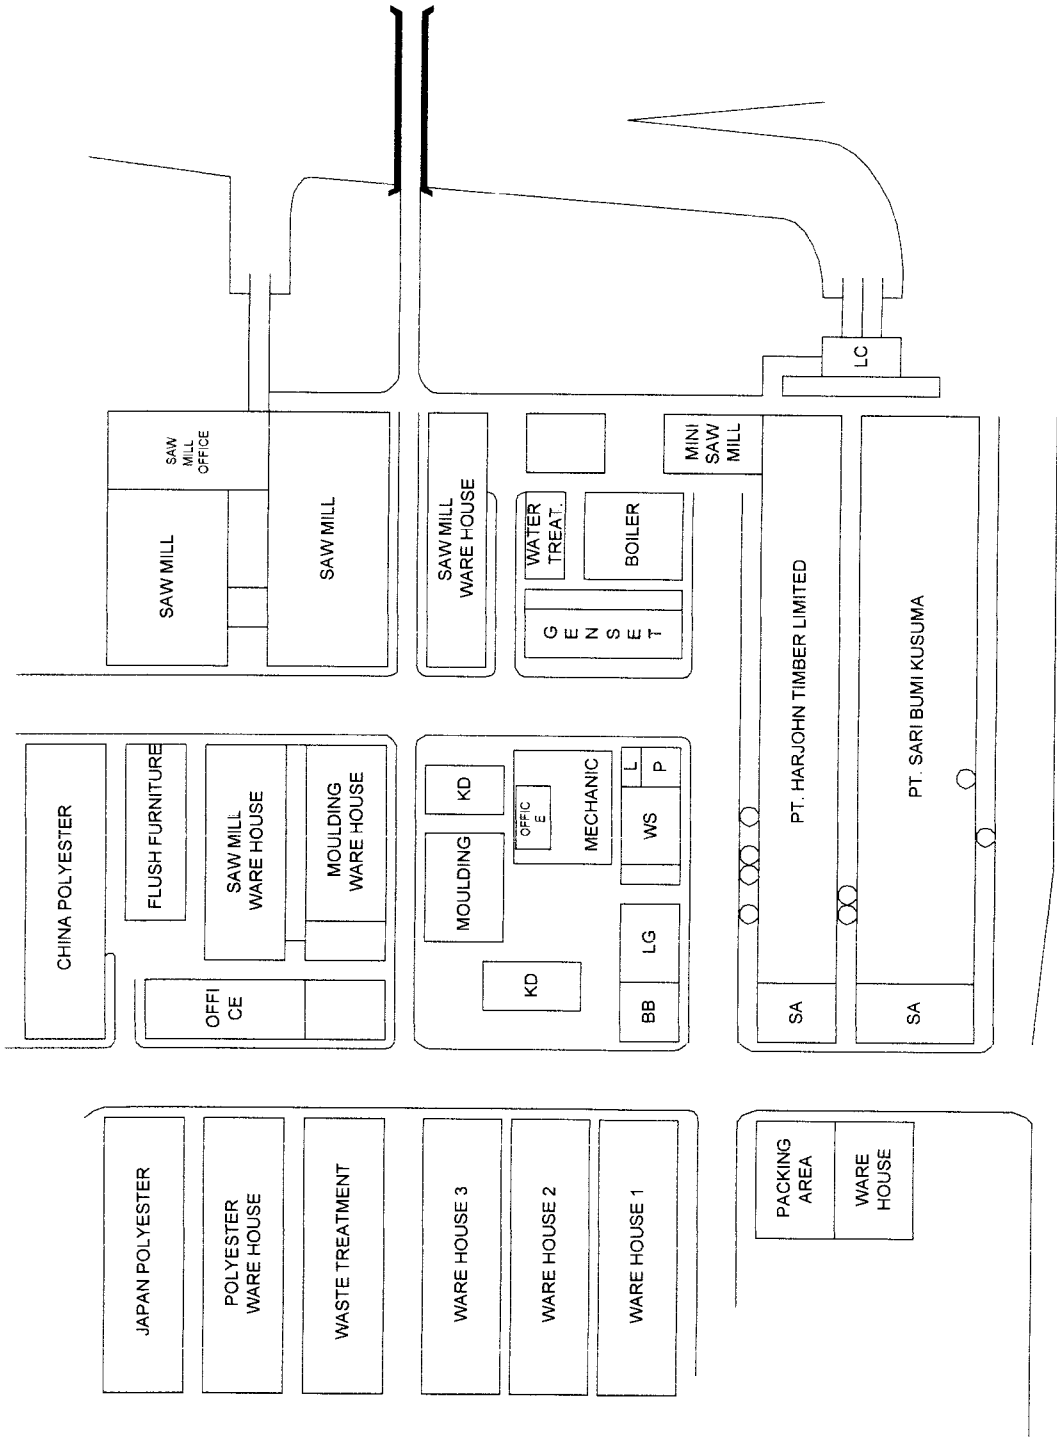 SAW
MILL
OFFICE
SAW MILL
SAW MILL
SAW MILL
WARE HOUSE
WATER
TREAT.
BOILER
GENSET
MINI
SAW
MILL
LC
PT. HARJOHN TIMBER LIMITED
PT. SARI BUMI KUSUMA
SA
SA
CHINA POLYESTER
FLUSH FURNITURE
SAW MILL
WARE HOUSE
MOULDING
WARE HOUSE
OFFI
CE
KD
MOULDING
KD
OFFIC
E
MECHANIC
L
P
WS
LG
BB
JAPAN POLYESTER
POLYESTER
WARE HOUSE
WASTE TREATMENT
WARE HOUSE 3
WARE HOUSE 2
WARE HOUSE 1
PACKING
AREA
WARE
HOUSE